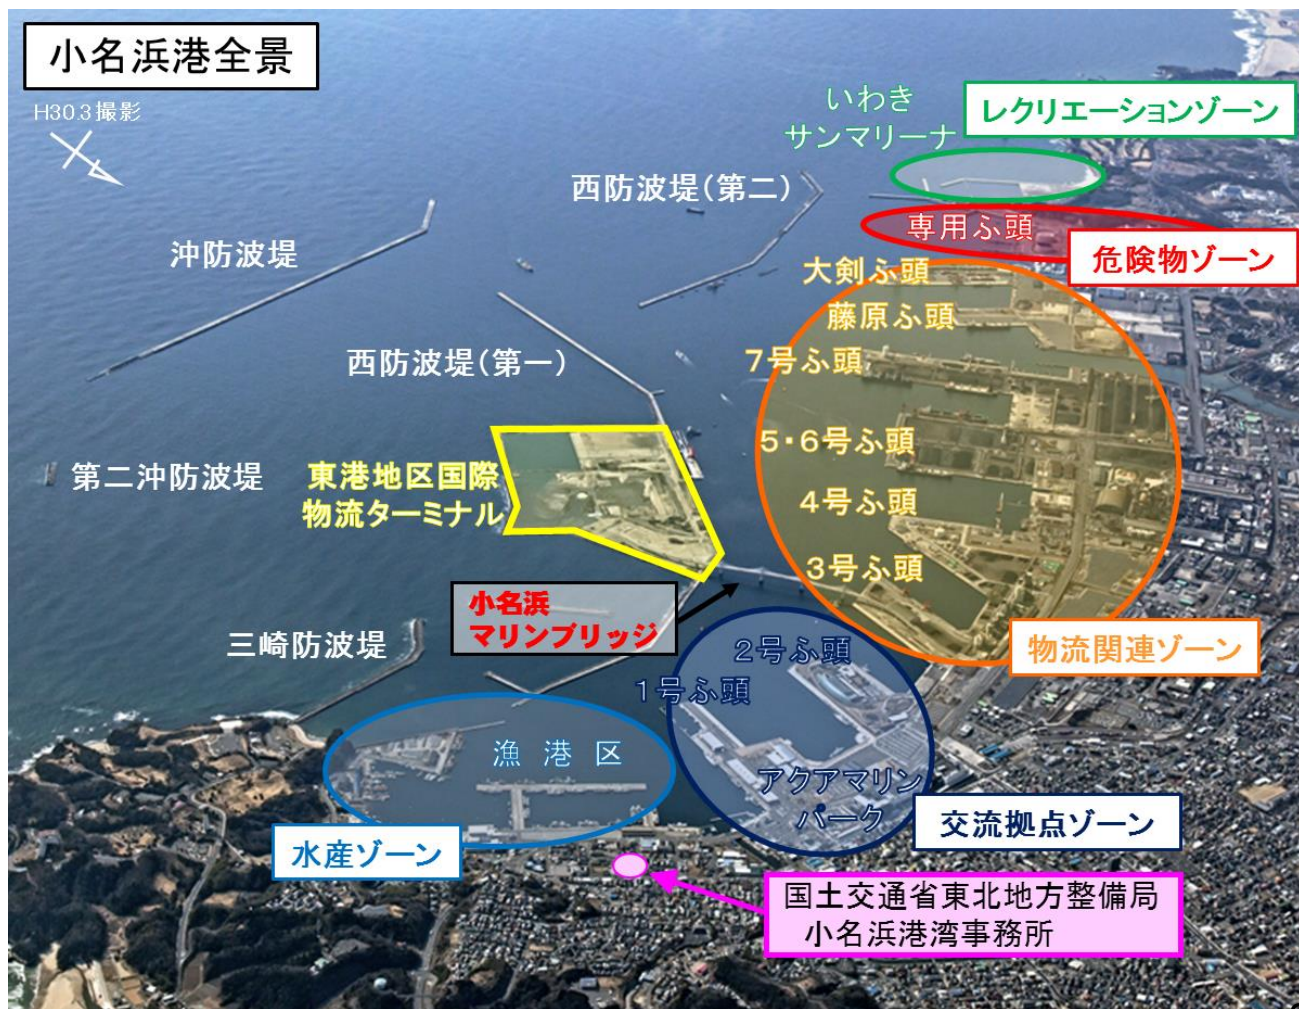 小名浜港全景
H30.3撮影
いわき
サンマリーナ
レクリエーションゾーン
西防波堤(第二)
専用ふ頭
危険物ゾーン
沖防波堤
大剣ふ頭
藤原ふ頭
西防波堤(第一)
7号ふ頭
5・6号ふ頭
第二沖防波堤
東港地区国際
物流ターミナル
4号ふ頭
3号ふ頭
小名浜
マリンブリッジ
三崎防波堤
2号ふ頭
物流関連ゾーン
1号ふ頭
漁港区
アクアマリン
パーク
交流拠点ゾーン
水産ゾーン
国土交通省東北地方整備局
小名浜港湾事務所